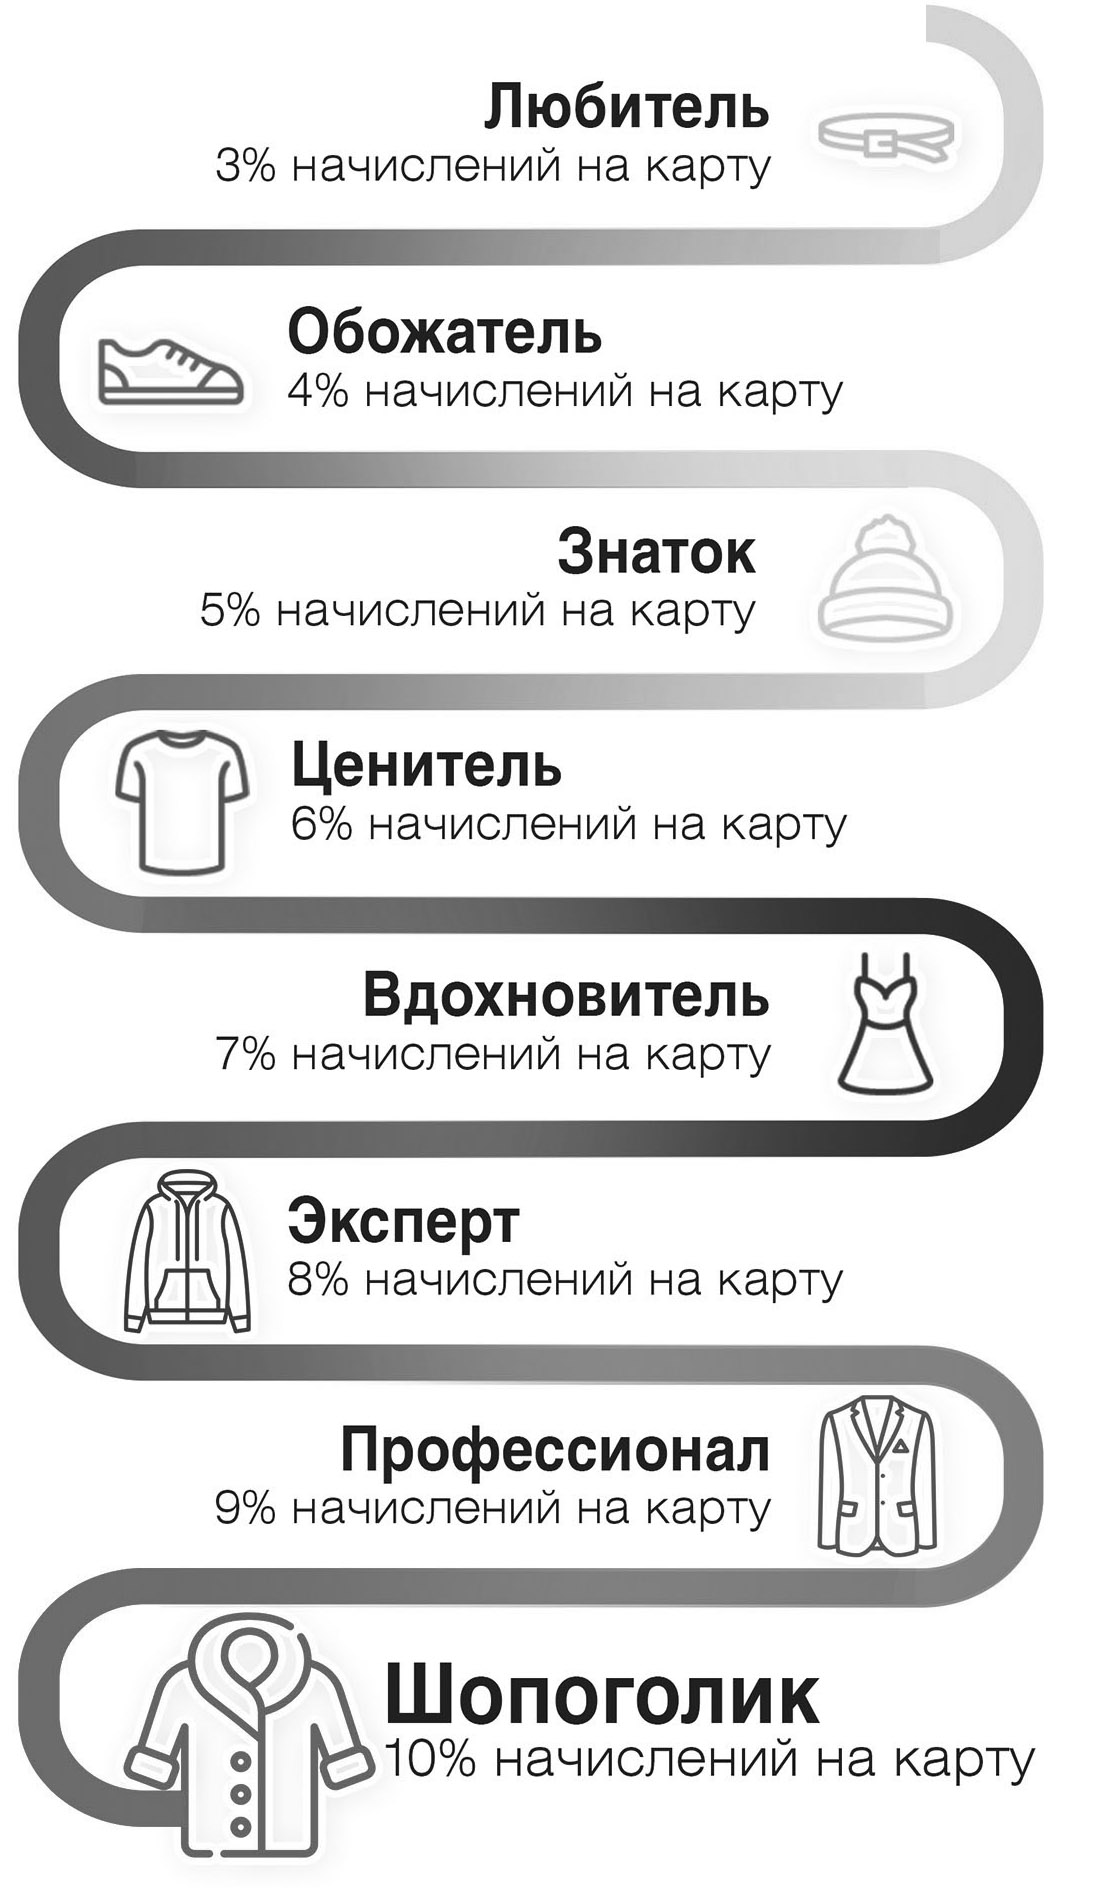 Любитель
3% начислений на карту
Обожатель
4% начислений на карту
Знаток
5% начислений на карту
Ценитель
6% начислений на карту
Вдохновитель
7% начислений на карту
Эксперт
8% начислений на карту
Профессионал
9% начислений на карту
Шопоголик
10% начислений на карту